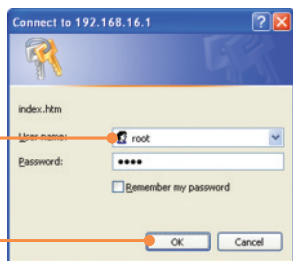 Connect to 192.168.16.1
index.htm
User name: root
Password: ••••
Remember my password
OK Cancel